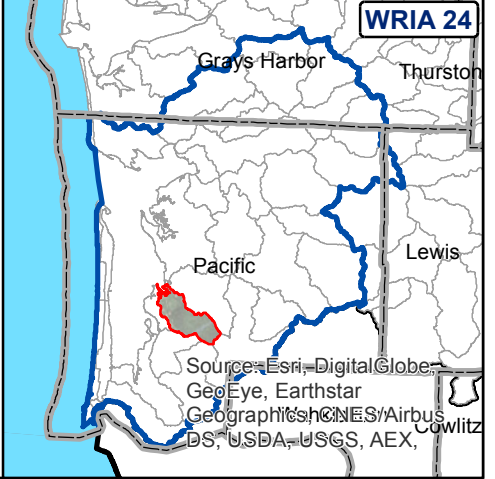 WRIA 24
Grays Harbor
Thurston
Pacific
Lewis
Source: Esri, DigitalGlobe,
GeoEye, Earthstar
Geographics, CNES/Airbus
Wahkiakum
Cowlitz
DS, USDA, USGS, AEX,